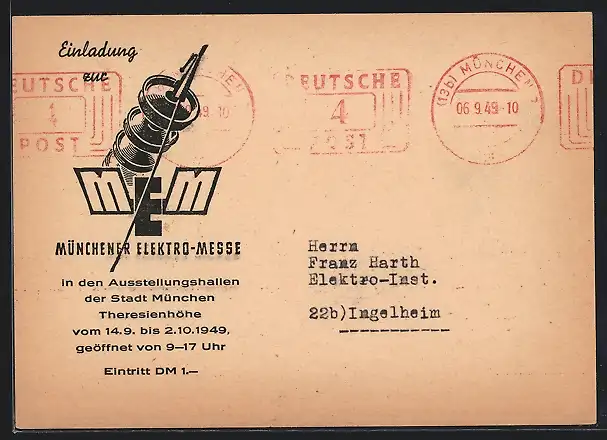 Einladung
zur
MEM
MÜNCHENER ELEKTRO-MESSE
in den Ausstellungshallen
der Stadt München
Theresienhöhe
vom 14.9. bis 2.10.1949,
geöffnet von 9–17 Uhr
Eintritt DM 1.–
DEUTSCHE
4
POST
DEUTSCHE
4
POST
(13b) MÜNCHEN
06.9.49-10
Herrn
Franz Harth
Elektro-Inst.
22b)Ingelheim